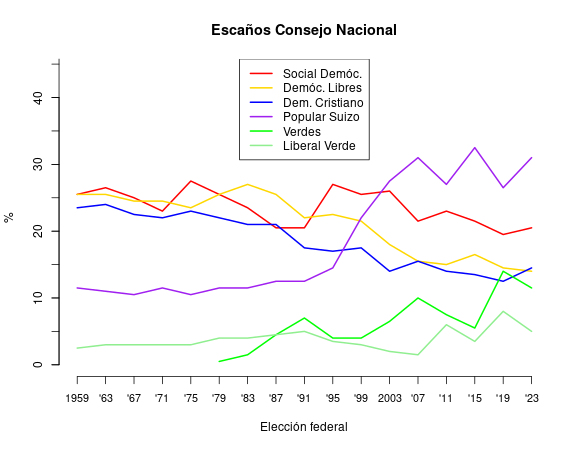 Escaños Consejo Nacional
Social Demóc.
Demóc. Libres
Dem. Cristiano
Popular Suizo
Verdes
Liberal Verde
%
40
30
20
10
0
1959 '63 '67 '71 '75 '79 '83 '87 '91 '95 '99 2003 '07 '11 '15 '19 '23
Elección federal